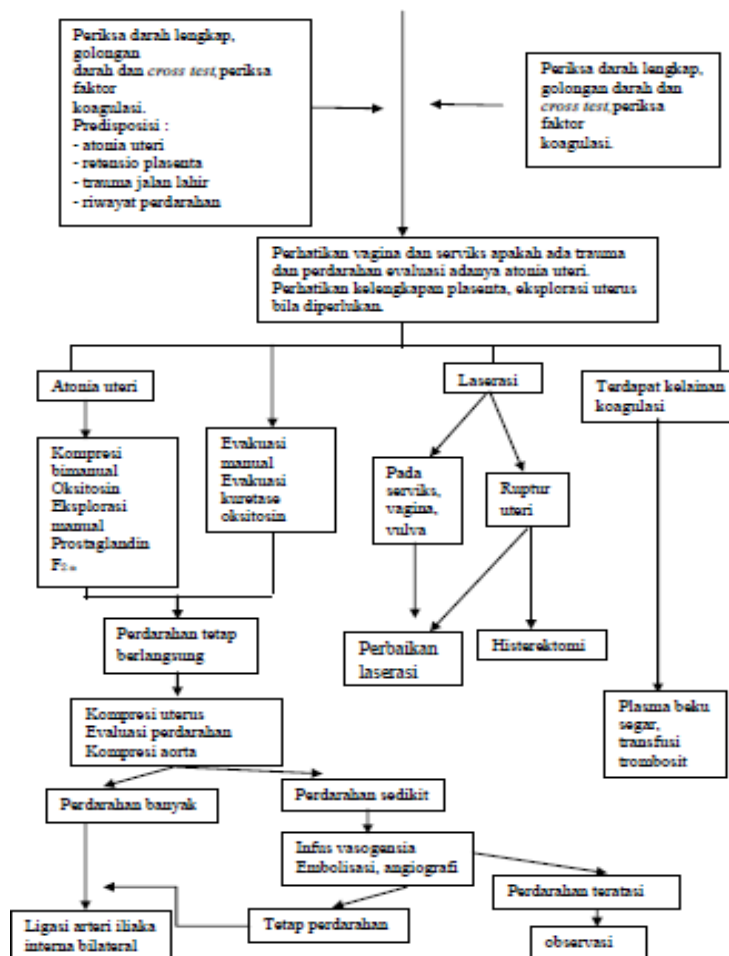 Periksa darah lengkap,
golongan
darah dan cross test,periksa
faktor
koagulasi.
Predisposisi :
- atonia uteri
- retensio plasenta
- trauma jalan lahir
- riwayat perdarahan
Periksa darah lengkap,
golongan darah dan
cross test,periksa
faktor
koagulasi.
Perhatikan vagina dan serviks apakah ada trauma
dan perdarahan evaluasi adanya atonia uteri.
Perhatikan kelengkapan plasenta, eksplorasi uterus
bila diperlukan.
Atonia uteri
Laserasi
Terdapat kelainan
koagulasi
Kompresi
bimanual
Oksitosin
Eksplorasi
manual
Prostaglandin
F2α
Evakuasi
manual
Evakuasi
kuretase
oksitosin
Pada
serviks,
vagina,
vulva
Ruptur
uteri
Perdarahan tetap
berlangsung
Perbaikan
laserasi
Histerektomi
Kompresi uterus
Evaluasi perdarahan
Kompresi aorta
Plasma beku
segar,
transfusi
trombosit
Perdarahan banyak
Perdarahan sedikit
Infus vasogensia
Embolisasi, angiografi
Perdarahan teratasi
Ligasi arteri iliaka
interna bilateral
Tetap perdarahan
observasi